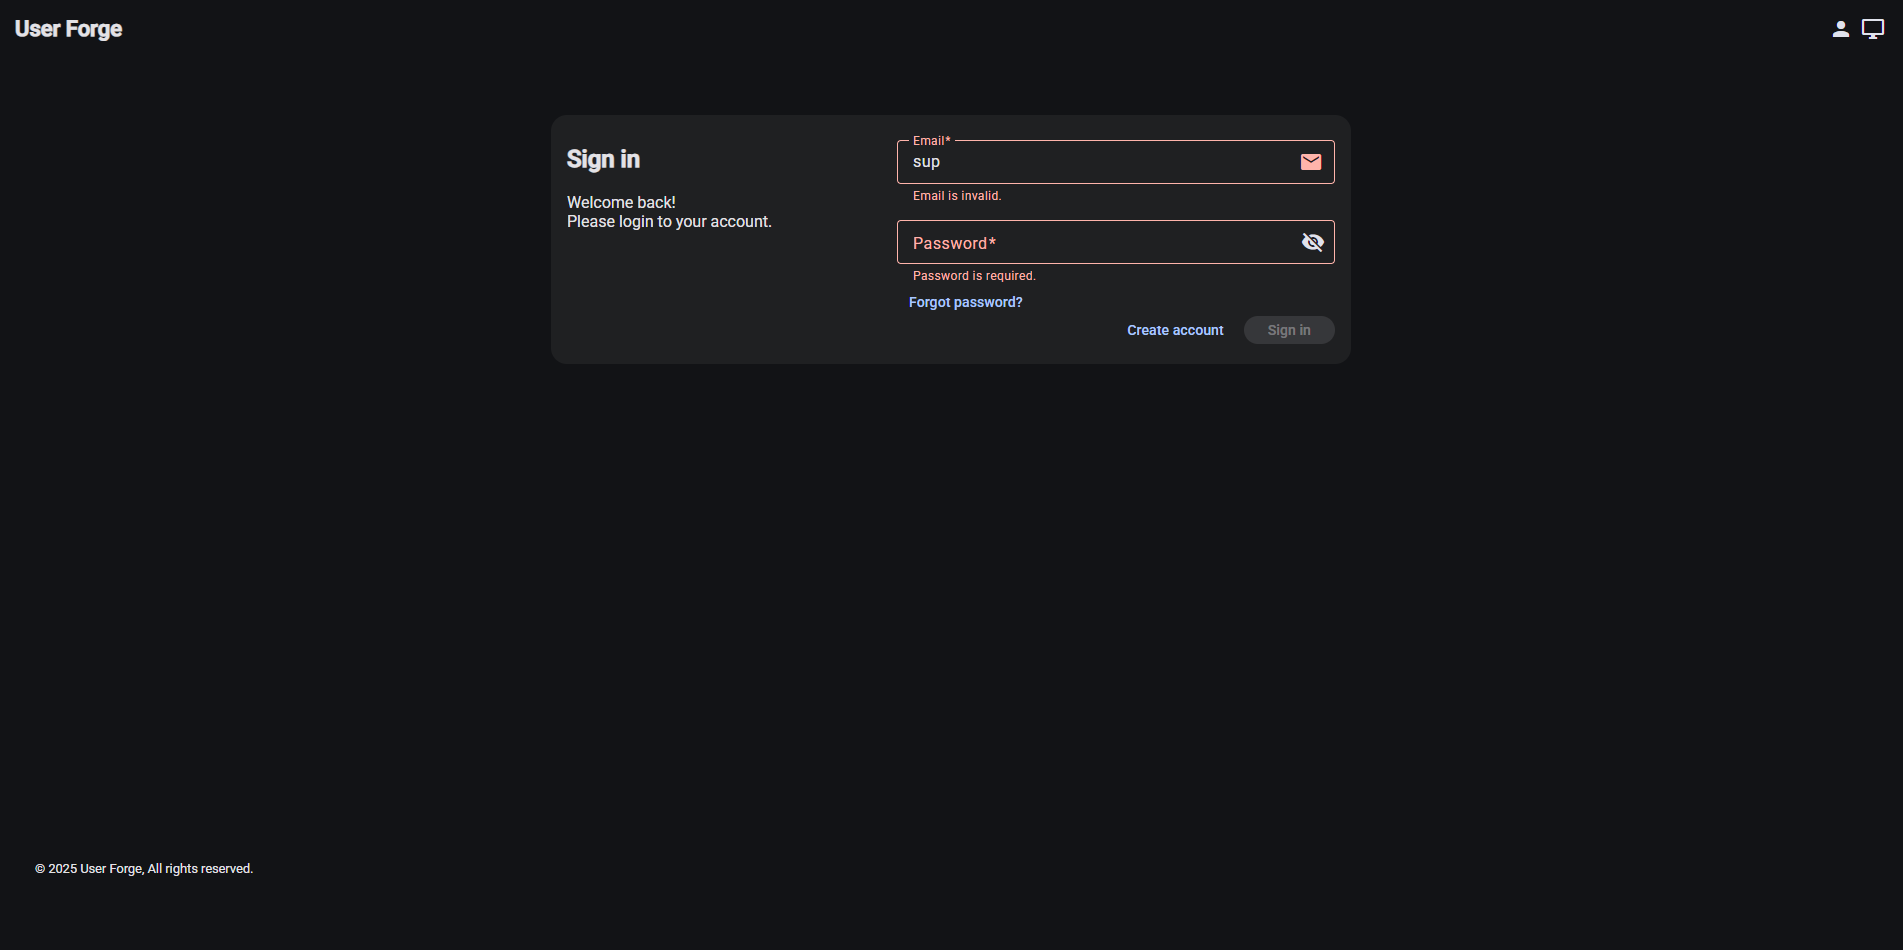 User Forge
Sign in
Welcome back!
Please login to your account.
Email*
sup
Email is invalid.
Password*
Password is required.
Forgot password?
Create account
Sign in
© 2025 User Forge, All rights reserved.